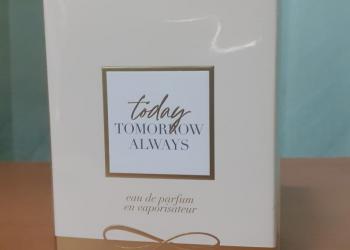 today
TOMORROW
ALWAYS
eau de parfum
en vaporisateur